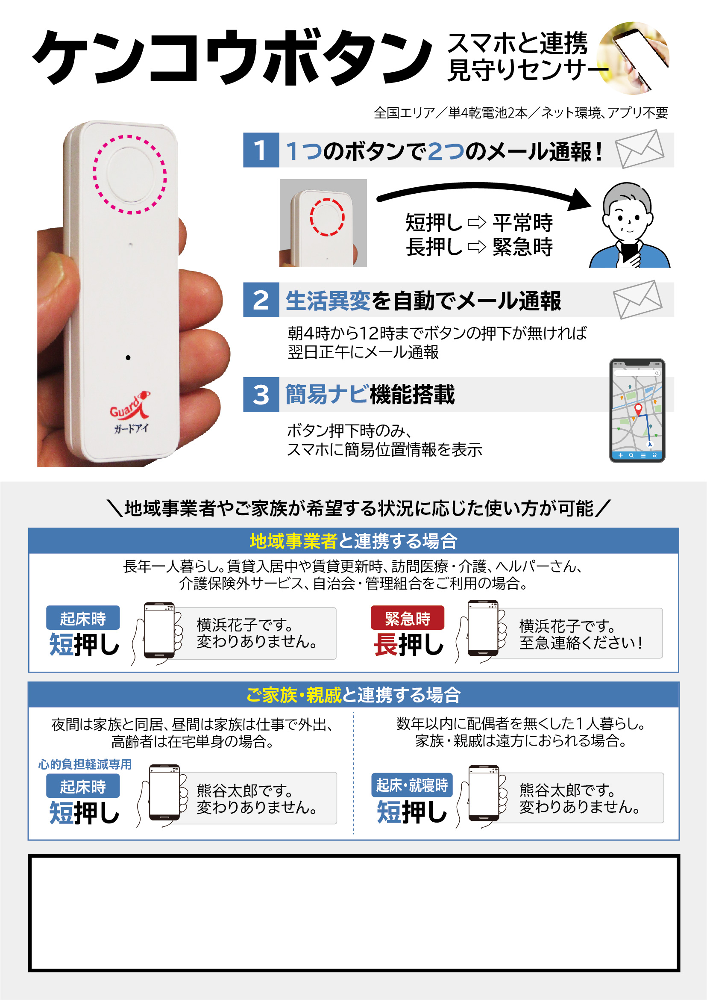 ケンコウボタン
スマホと連携
見守りセンサー
全国エリア／単4乾電池2本／ネット環境、アプリ不要
1 1つのボタンで2つのメール通報！
短押し⇨平常時
長押し⇨緊急時
2 生活異変を自動でメール通報
朝4時から12時までボタンの押下が無ければ
翌日正午にメール通報
3 簡易ナビ機能搭載
ボタン押下時のみ、
スマホに簡易位置情報を表示
Guard
ガードアイ
＼地域事業者やご家族が希望する状況に応じた使い方が可能／
地域事業者と連携する場合
長年一人暮らし。賃貸入居中や賃貸更新時、訪問医療・介護、ヘルパーさん、
介護保険外サービス、自治会・管理組合をご利用の場合。
起床時
短押し
横浜花子です。
変わりありません。
緊急時
長押し
横浜花子です。
至急連絡ください！
ご家族・親戚と連携する場合
夜間は家族と同居、昼間は家族は仕事で外出、
高齢者は在宅単身の場合。
心的負担軽減専用
起床時
短押し
熊谷太郎です。
変わりありません。
数年以内に配偶者を無くした1人暮らし。
家族・親戚は遠方におられる場合。
起床・就寝時
短押し
熊谷太郎です。
変わりありません。